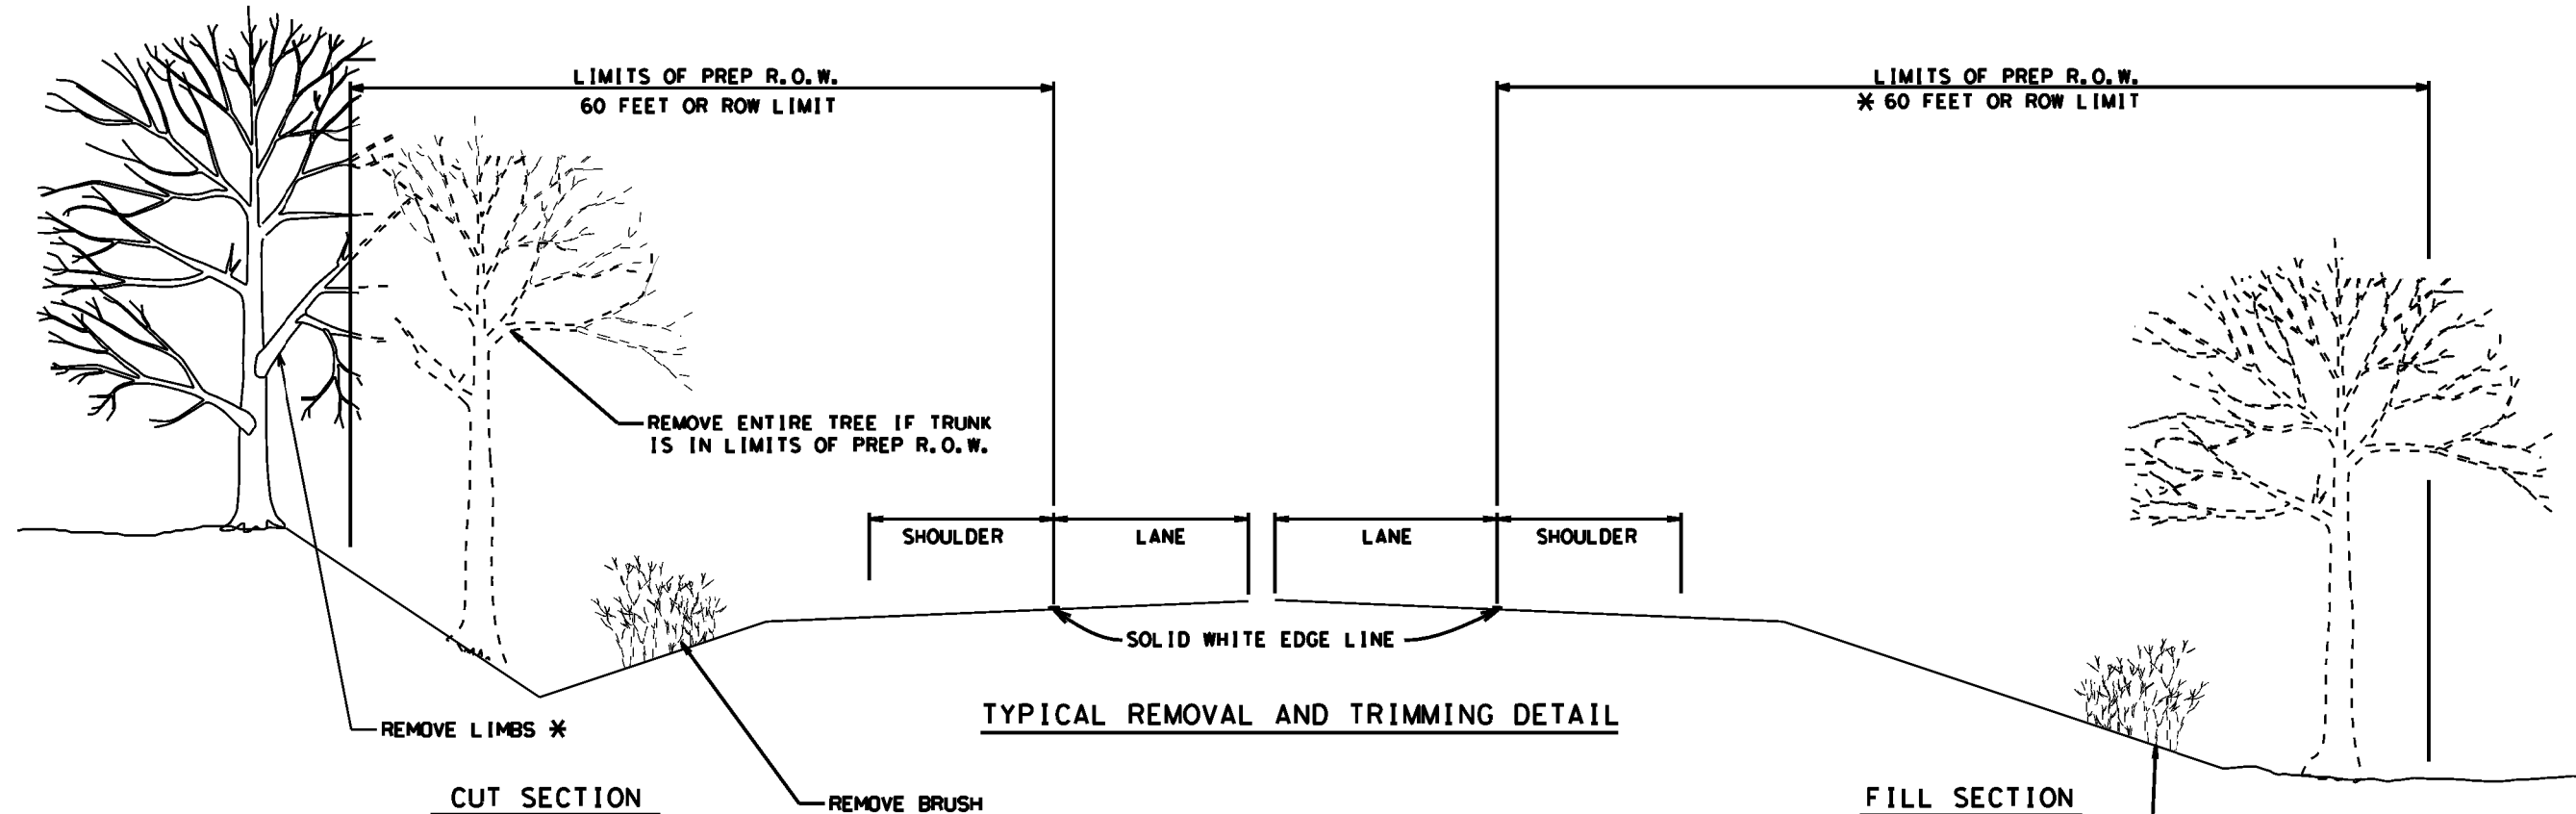 LIMITS OF PREP R.O.W.
60 FEET OR ROW LIMIT
LIMITS OF PREP R.O.W.
* 60 FEET OR ROW LIMIT
REMOVE ENTIRE TREE IF TRUNK
IS IN LIMITS OF PREP R.O.W.
SHOULDER
LANE
LANE
SHOULDER
SOLID WHITE EDGE LINE
TYPICAL REMOVAL AND TRIMMING DETAIL
REMOVE LIMBS *
CUT SECTION
REMOVE BRUSH
FILL SECTION